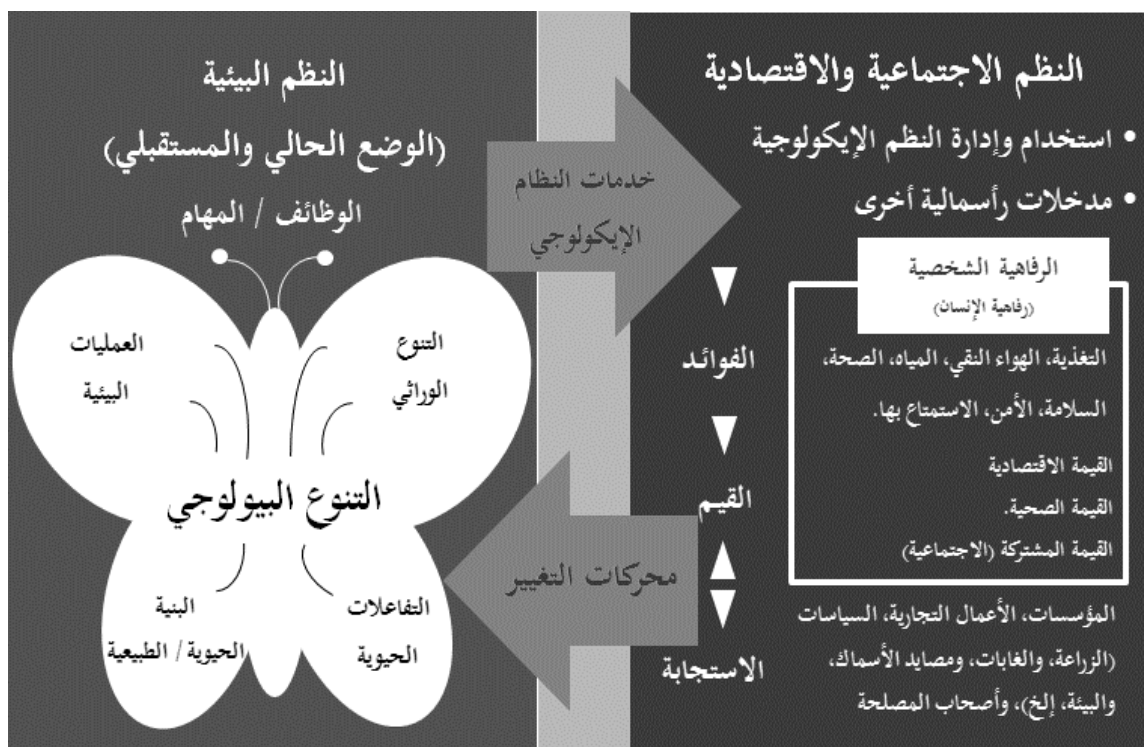 النظم الاجتماعية والاقتصادية
• استخدام وإدارة النظم الإيكولوجية
• مدخلات رأسمالية أخرى
الرفاهية الشخصية
(رفاهية الإنسان)
التغذية، الهواء النقي، المياه، الصحة،
السلامة، الأمن، الاستمتاع بها.
القيمة الاقتصادية
القيمة الصحية.
القيمة المشتركة (الاجتماعية)
المؤسسات، الأعمال التجارية، السياسات
(الزراعة، والغابات، ومصايد الأسماك،
والبيئة، إلخ)، وأصحاب المصلحة
الفوائد
القيم
الاستجابة
خدمات النظام
الإيكولوجي
محركات التغيير
النظم البيئية
(الوضع الحالي والمستقبلي)
الوظائف / المهام
التنوع
الوراثي
العمليات
البيئية
التنوع البيولوجي
التفاعلات
الحيوية
البنية
الحيوية / الطبيعية